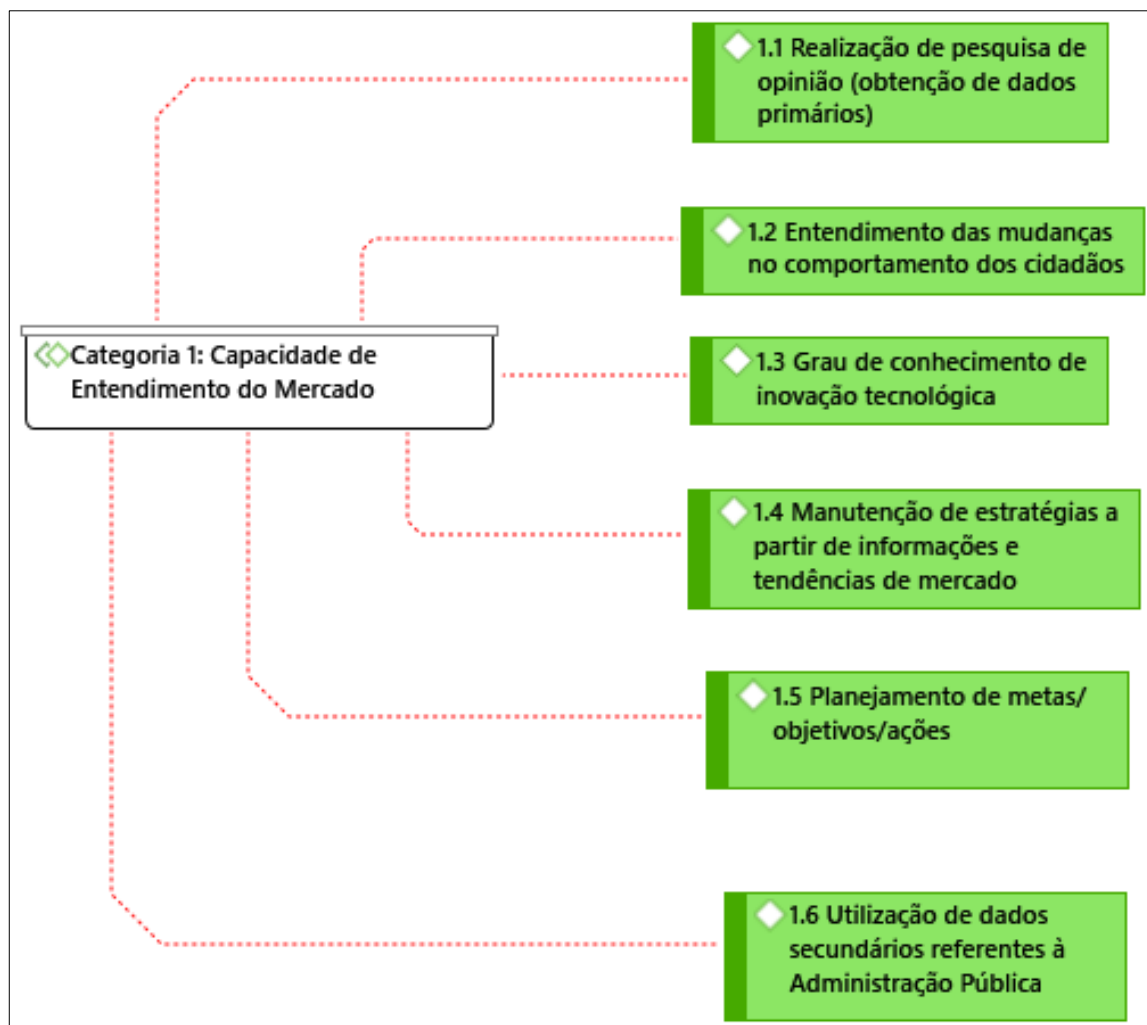 1.1 Realização de pesquisa de
opinião (obtenção de dados
primários)
1.2 Entendimento das mudanças
no comportamento dos cidadãos
Categoria 1: Capacidade de
Entendimento do Mercado
1.3 Grau de conhecimento de
inovação tecnológica
1.4 Manutenção de estratégias a
partir de informações e
tendências de mercado
1.5 Planejamento de metas/
objetivos/ações
1.6 Utilização de dados
secundários referentes à
Administração Pública